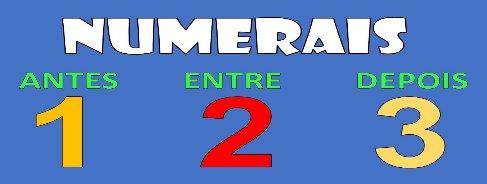 NUMERAIS
ANTES ENTRE DEPOIS
1 2 3